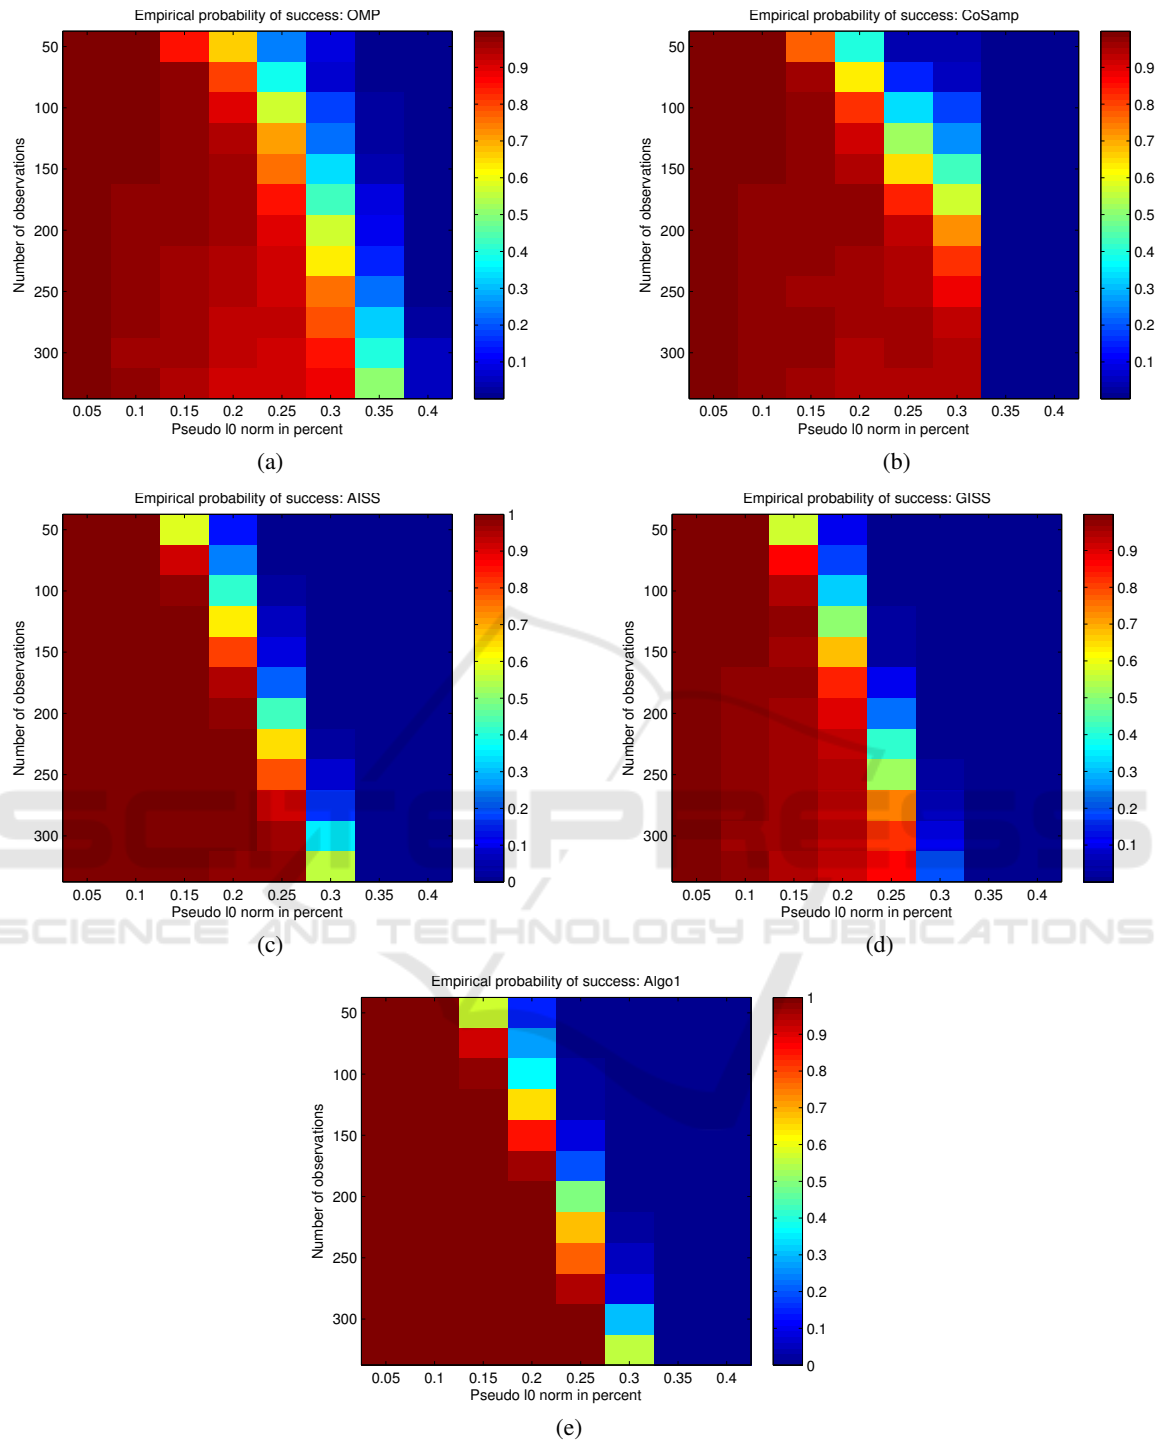 Empirical probability of success: OMP
50
100
150
200
250
300
0.05 0.1 0.15 0.2 0.25 0.3 0.35 0.4
Number of observations
Pseudo l0 norm in percent
0.9
0.8
0.7
0.6
0.5
0.4
0.3
0.2
0.1
(a)
Empirical probability of success: CoSamp
50
100
150
200
250
300
0.05 0.1 0.15 0.2 0.25 0.3 0.35 0.4
Number of observations
Pseudo l0 norm in percent
0.9
0.8
0.7
0.6
0.5
0.4
0.3
0.2
0.1
(b)
Empirical probability of success: AISS
50
100
150
200
250
300
0.05 0.1 0.15 0.2 0.25 0.3 0.35 0.4
Number of observations
Pseudo l0 norm in percent
1
0.9
0.8
0.7
0.6
0.5
0.4
0.3
0.2
0.1
0
(c)
Empirical probability of success: GISS
50
100
150
200
250
300
0.05 0.1 0.15 0.2 0.25 0.3 0.35 0.4
Number of observations
Pseudo l0 norm in percent
0.9
0.8
0.7
0.6
0.5
0.4
0.3
0.2
0.1
(d)
SCITEPRESS
SCIENCE AND TECHNOLOGY PUBLICATIONS
Empirical probability of success: Algo1
50
100
150
200
250
300
0.05 0.1 0.15 0.2 0.25 0.3 0.35 0.4
Number of observations
Pseudo l0 norm in percent
1
0.9
0.8
0.7
0.6
0.5
0.4
0.3
0.2
0.1
0
(e)